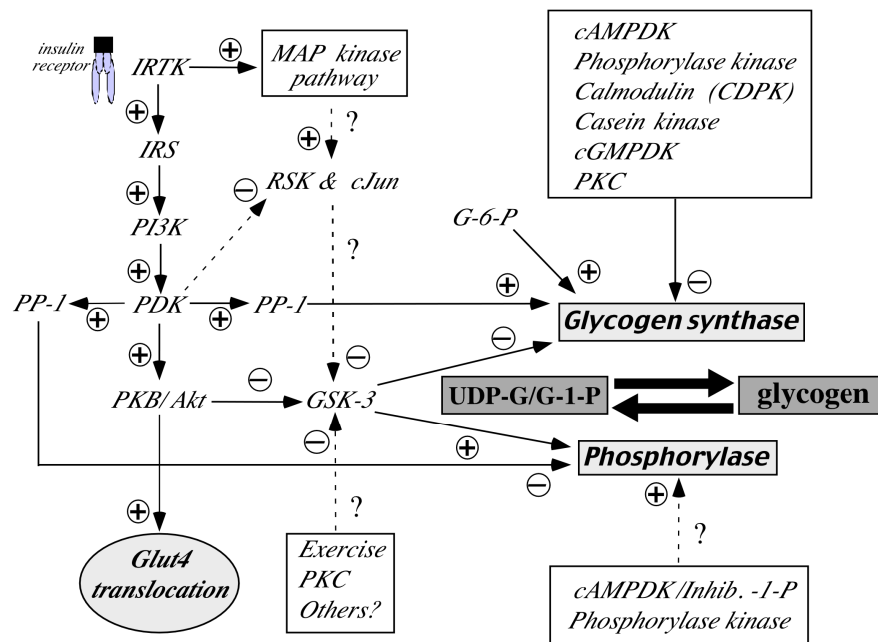 insulin
receptor
IRTK
MAP kinase
pathway
cAMPDK
Phosphorylase kinase
Calmodulin (CDPK)
Casein kinase
cGMPDK
PKC
?
IRS
RSK & cJun
PI3K
G-6-P
?
PP-1
PDK
PP-1
Glycogen synthase
PKB/Akt
GSK-3
UDP-G/G-1-P
glycogen
Phosphorylase
?
?
Glut4
translocation
Exercise
PKC
Others?
cAMPDK/Inhib. -1-P
Phosphorylase kinase